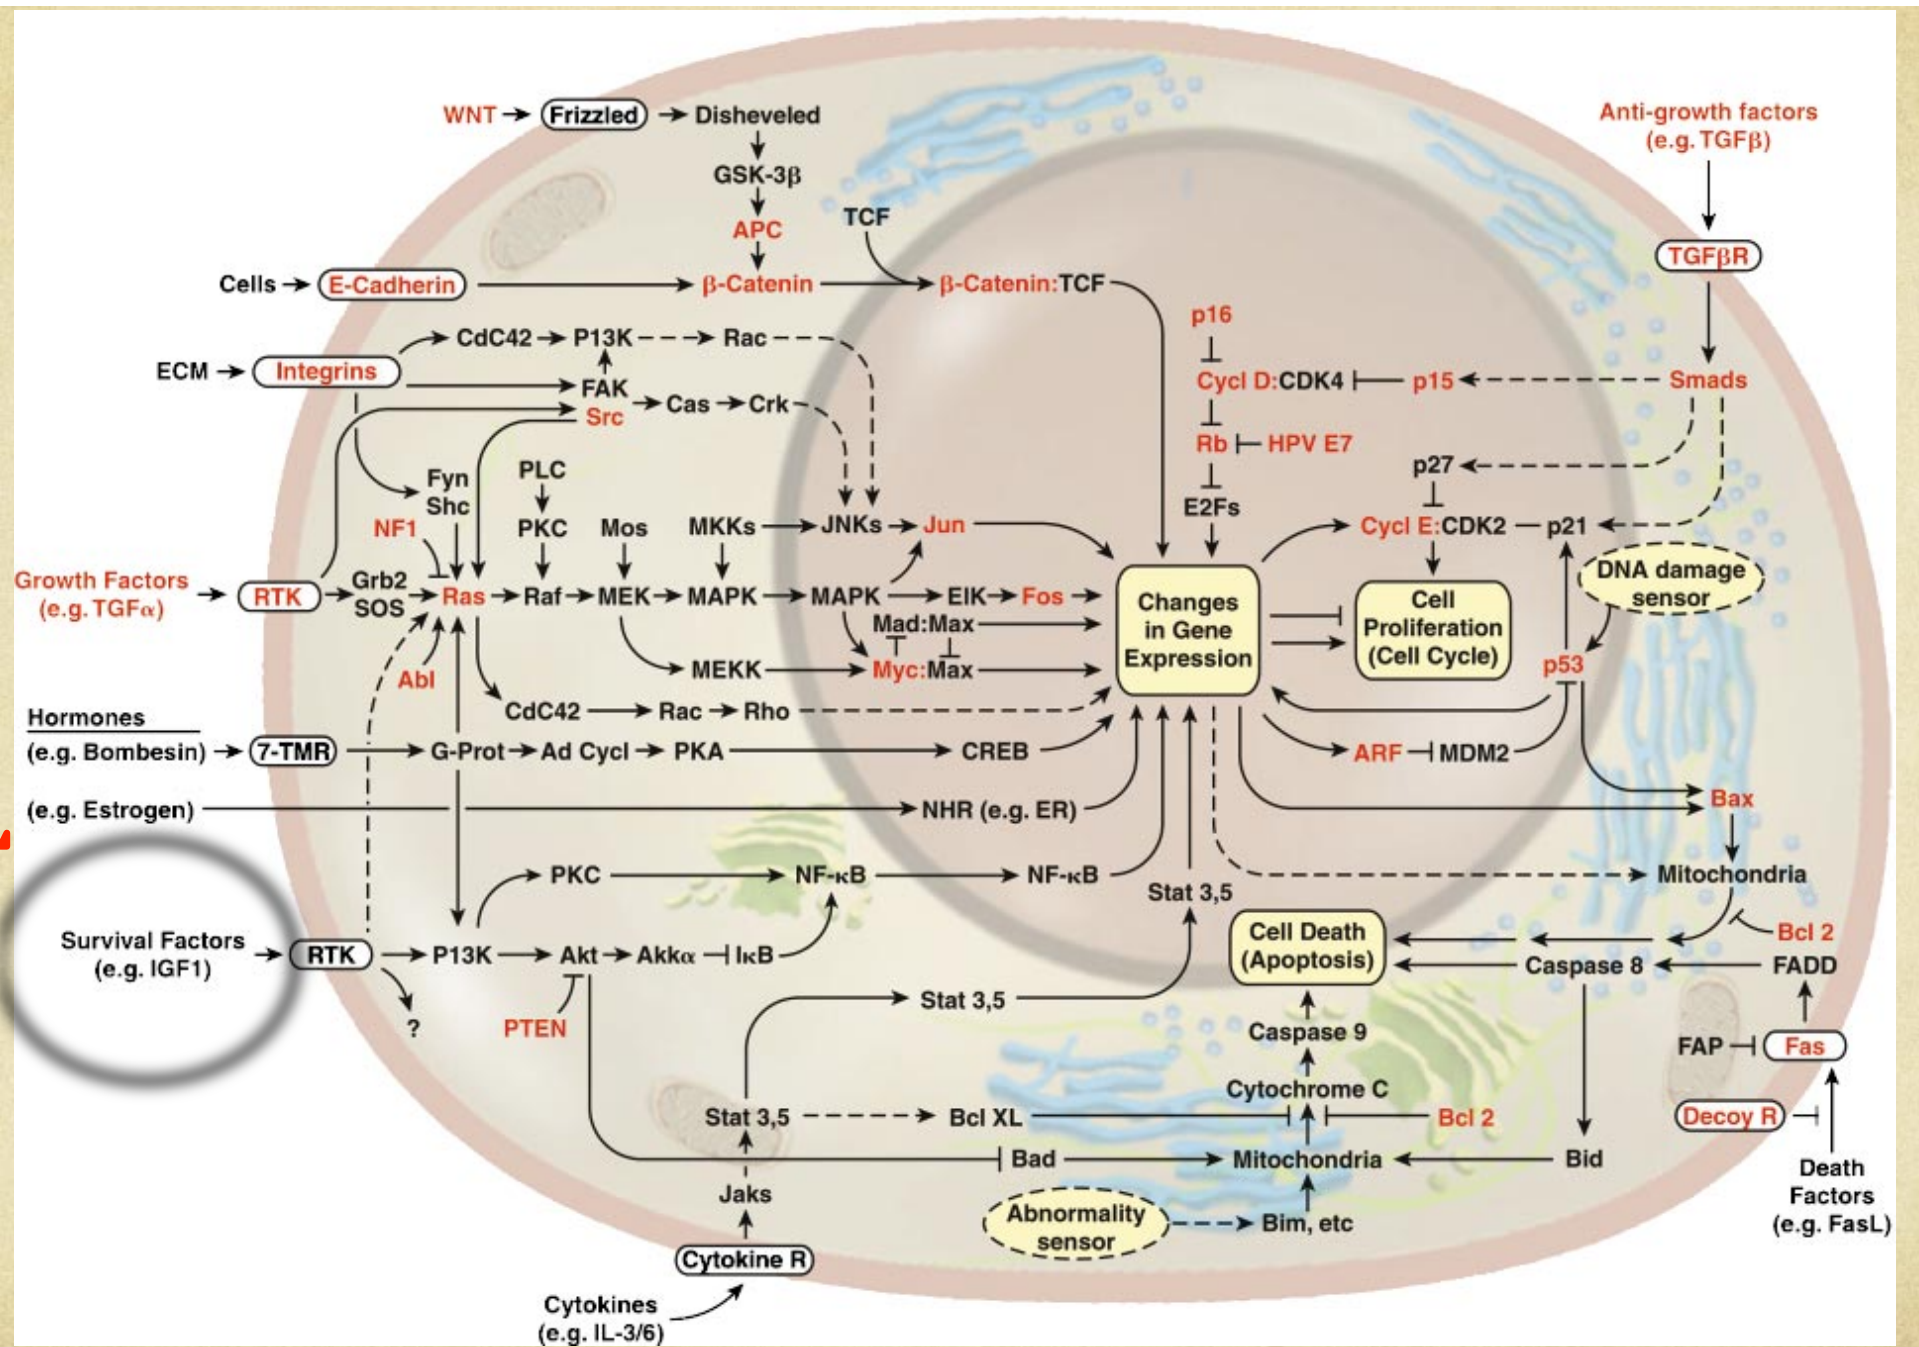 WNT
Frizzled
Disheveled
GSK-3β
APC
TCF
Cells
E-Cadherin
β-Catenin
β-Catenin:TCF
Anti-growth factors
(e.g. TGFβ)
TGFβR
CdC42
P13K
Rac
ECM
Integrins
FAK
Src
Cas
Crk
p16
Cycl D:CDK4
p15
Smads
Rb
HPV E7
E2Fs
p27
Cycl E:CDK2
p21
Fyn
Shc
PLC
NF1
PKC
Mos
MKKs
JNKs
Jun
Growth Factors
(e.g. TGFα)
RTK
Grb2
SOS
Ras
Raf
MEK
MAPK
MAPK
ElK
Fos
Mad:Max
Abl
MEKK
Myc:Max
CdC42
Rac
Rho
Changes
in Gene
Expression
Cell
Proliferation
(Cell Cycle)
DNA damage
sensor
p53
ARF
MDM2
Bax
Hormones
(e.g. Bombesin)
7-TMR
G-Prot
Ad Cycl
PKA
CREB
(e.g. Estrogen)
NHR (e.g. ER)
PKC
NF-κB
NF-κB
Stat 3,5
Mitochondria
Survival Factors
(e.g. IGF1)
RTK
P13K
Akt
Akkα
IκB
?
PTEN
Stat 3,5
Cell Death
(Apoptosis)
Bcl 2
Caspase 8
FADD
Caspase 9
FAP
Fas
Cytochrome C
Stat 3,5
Bcl XL
Bcl 2
Decoy R
Bad
Mitochondria
Bid
Death
Factors
(e.g. FasL)
Jaks
Abnormality
sensor
Bim, etc
Cytokine R
Cytokines
(e.g. IL-3/6)